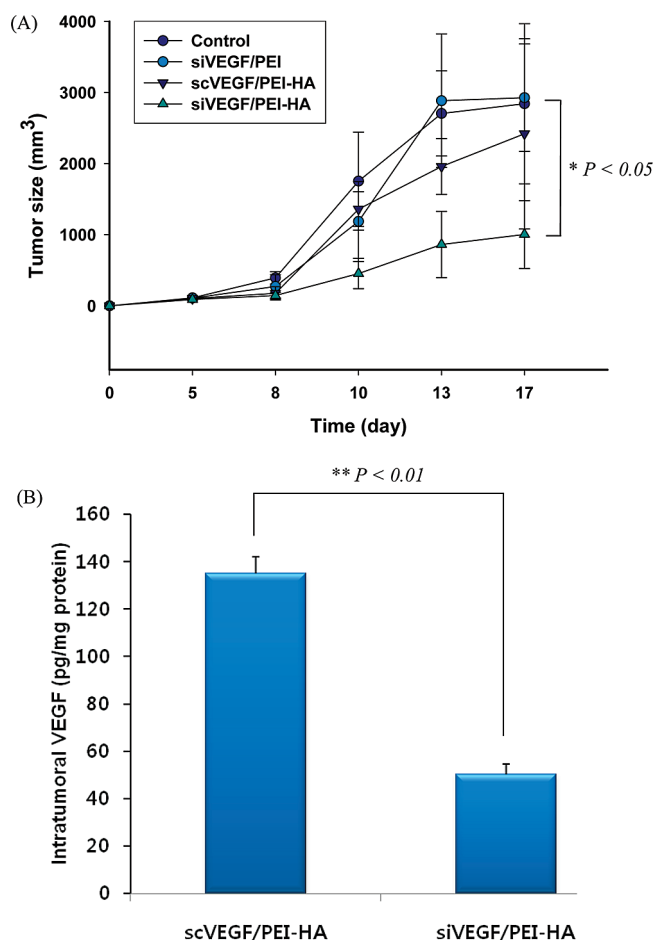 (A)
4000
3000
2000
1000
0
Tumor size (mm3)
Control
siVEGF/PEI
scVEGF/PEI-HA
siVEGF/PEI-HA
* P < 0.05
0 5 8 10 13 17
Time (day)
(B)
** P < 0.01
160
140
120
100
80
60
40
20
0
Intratumoral VEGF (pg/mg protein)
scVEGF/PEI-HA siVEGF/PEI-HA